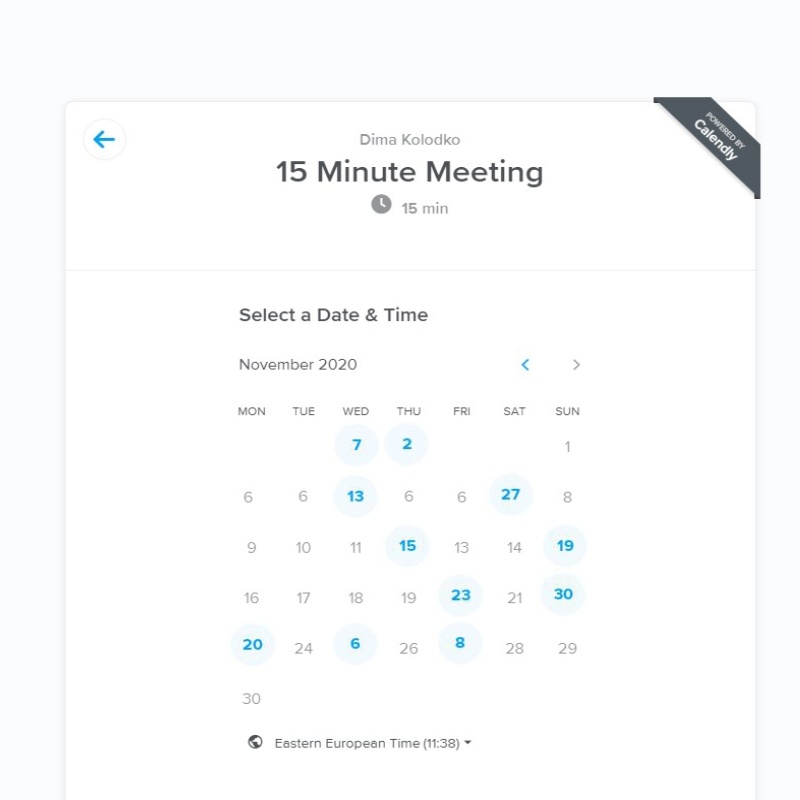 POWERED BY
Calendly
Dima Kolodko
15 Minute Meeting
15 min
Select a Date & Time
November 2020
MON TUE WED THU FRI SAT SUN
7 2 1
6 6 13 6 6 27 8
9 10 11 15 13 14 19
16 17 18 19 23 21 30
20 24 6 26 8 28 29
30
Eastern European Time (11:38)